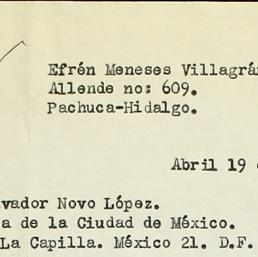 Efrén Meneses Villagrá
Allende no: 609.
Pachuca-Hidalgo.
Abril 19
vador Novo López.
a de la Ciudad de México.
La Capilla. México 21. D.F.